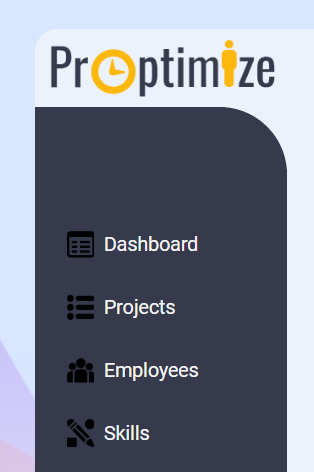 Proptimize
Dashboard
Projects
Employees
Skills